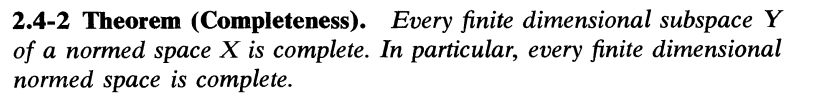 2.4-2 Theorem (Completeness). Every finite dimensional subspace Y
of a normed space X is complete. In particular, every finite dimensional
normed space is complete.